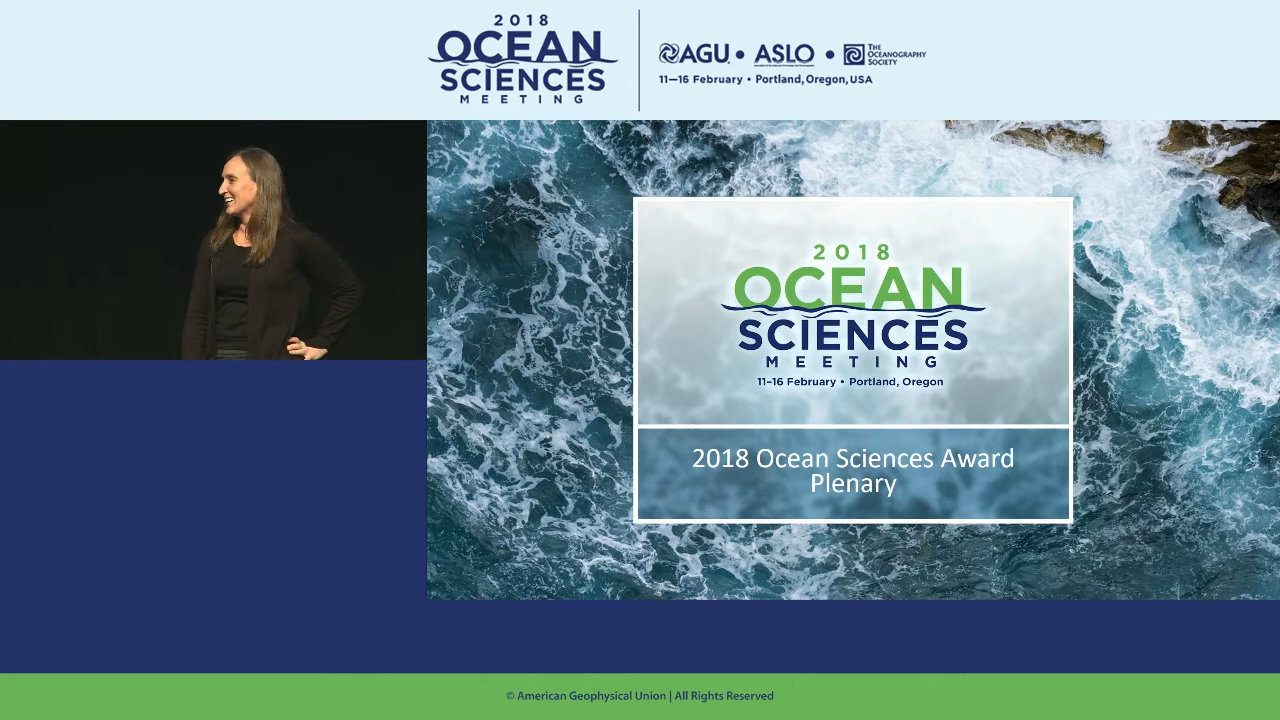 2018
OCEAN
SCIENCES
MEETING
AGU • ASLO • THE OCEANOGRAPHY SOCIETY
11—16 February • Portland, Oregon, USA
2018
OCEAN
SCIENCES
MEETING
11–16 February • Portland, Oregon
2018 Ocean Sciences Award
Plenary
© American Geophysical Union | All Rights Reserved